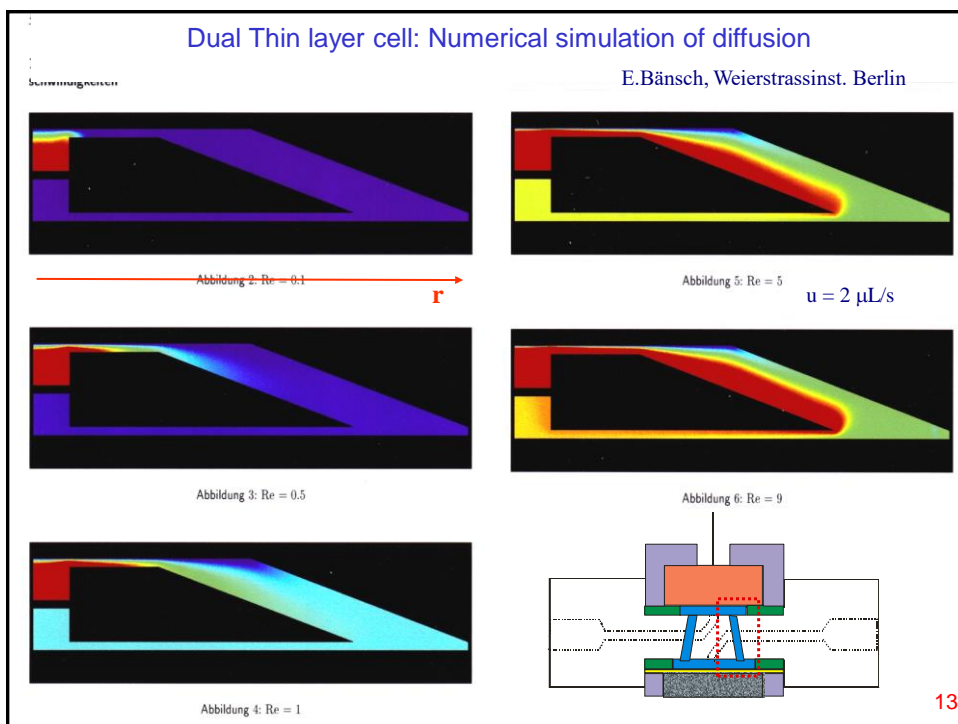 Dual Thin layer cell: Numerical simulation of diffusion
E.Bänsch, Weierstrassinst. Berlin
schwindigkeiten
Abbildung 2: Re = 0.1
r
Abbildung 3: Re = 0.5
Abbildung 4: Re = 1
Abbildung 5: Re = 5
u = 2 μL/s
Abbildung 6: Re = 9
13